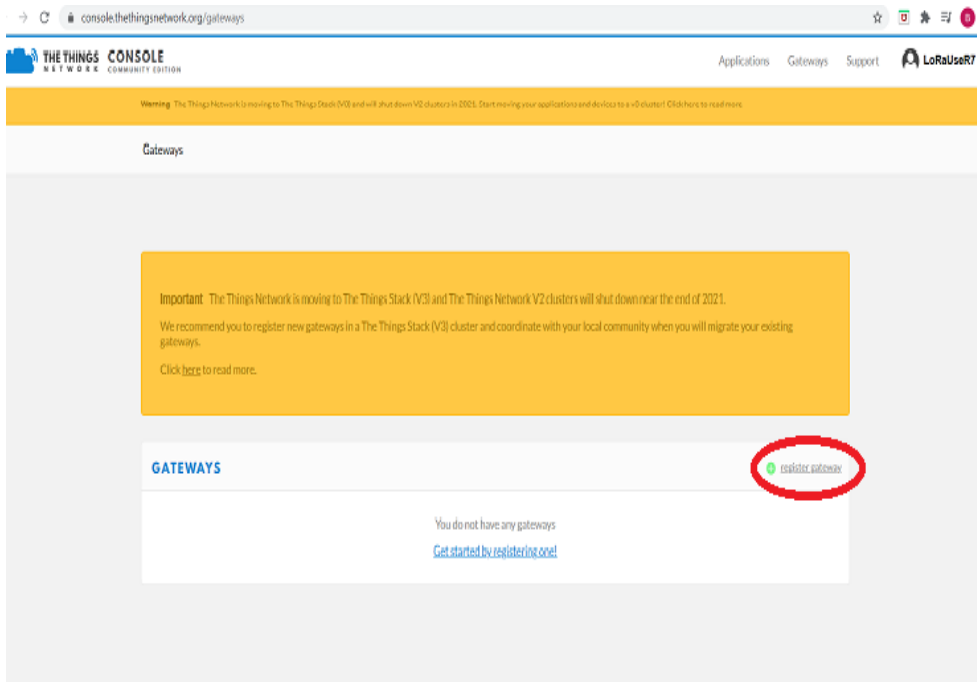 console.thethingsnetwork.org/gateways
THE THINGS CONSOLE
NETWORK COMMUNITY EDITION
Applications Gateways Support LoRaUseR7
Warning The Things Network is moving to The Things Stack (V3) and will shut down V2 clusters in 2021. Start moving your applications and devices to a v3 cluster! Click here to read more
Gateways
Important The Things Network is moving to The Things Stack (V3) and The Things Network V2 clusters will shut down near the end of 2021.
We recommend you to register new gateways in a The Things Stack (V3) cluster and coordinate with your local community when you will migrate your existing
gateways.
Click here to read more.
GATEWAYS
register gateway
You do not have any gateways
Get started by registering one!